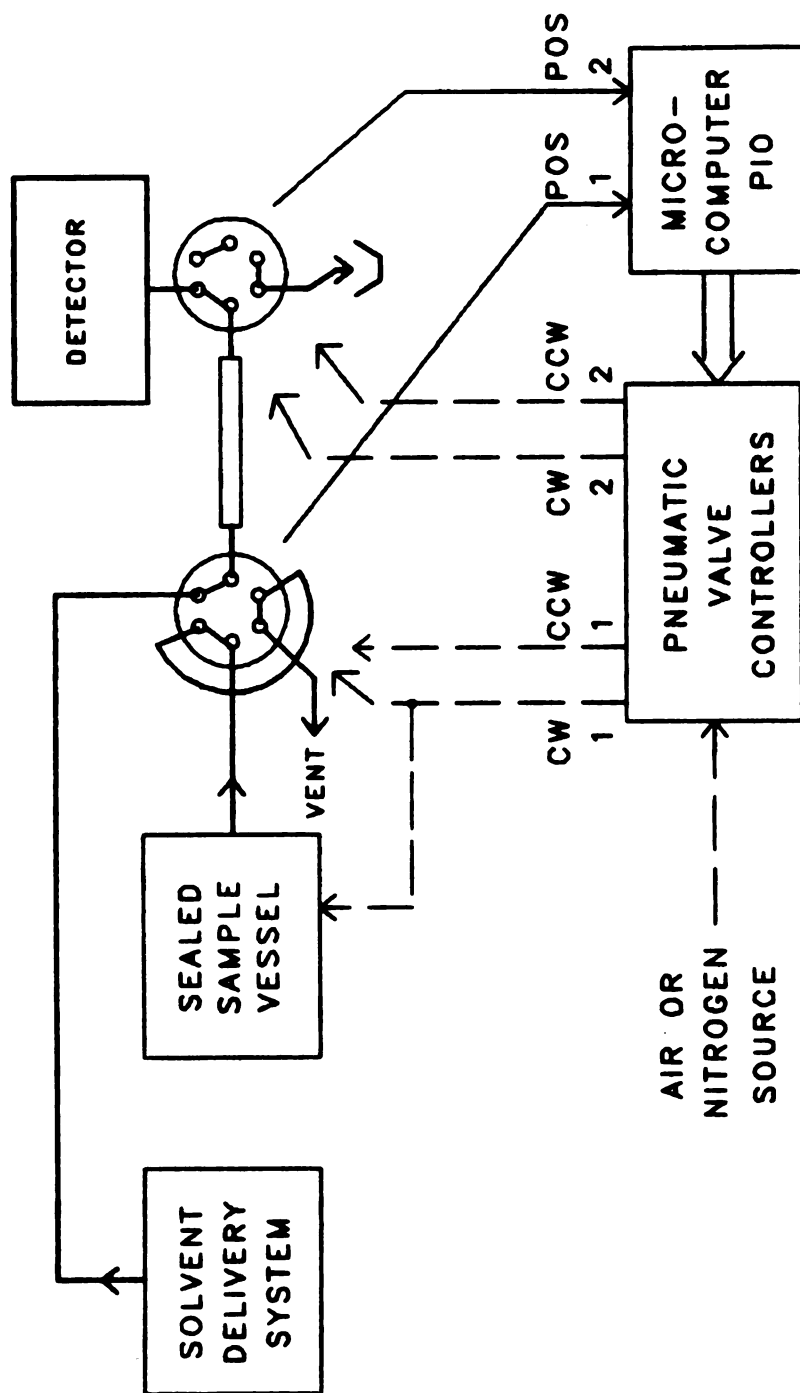 SOLVENT
DELIVERY
SYSTEM
SEALED
SAMPLE
VESSEL
VENT
DETECTOR
AIR OR
NITROGEN
SOURCE
CW
1
CCW
1
CW
2
CCW
2
POS
1
POS
2
PNEUMATIC
VALVE
CONTROLLERS
MICRO-
COMPUTER
PIO